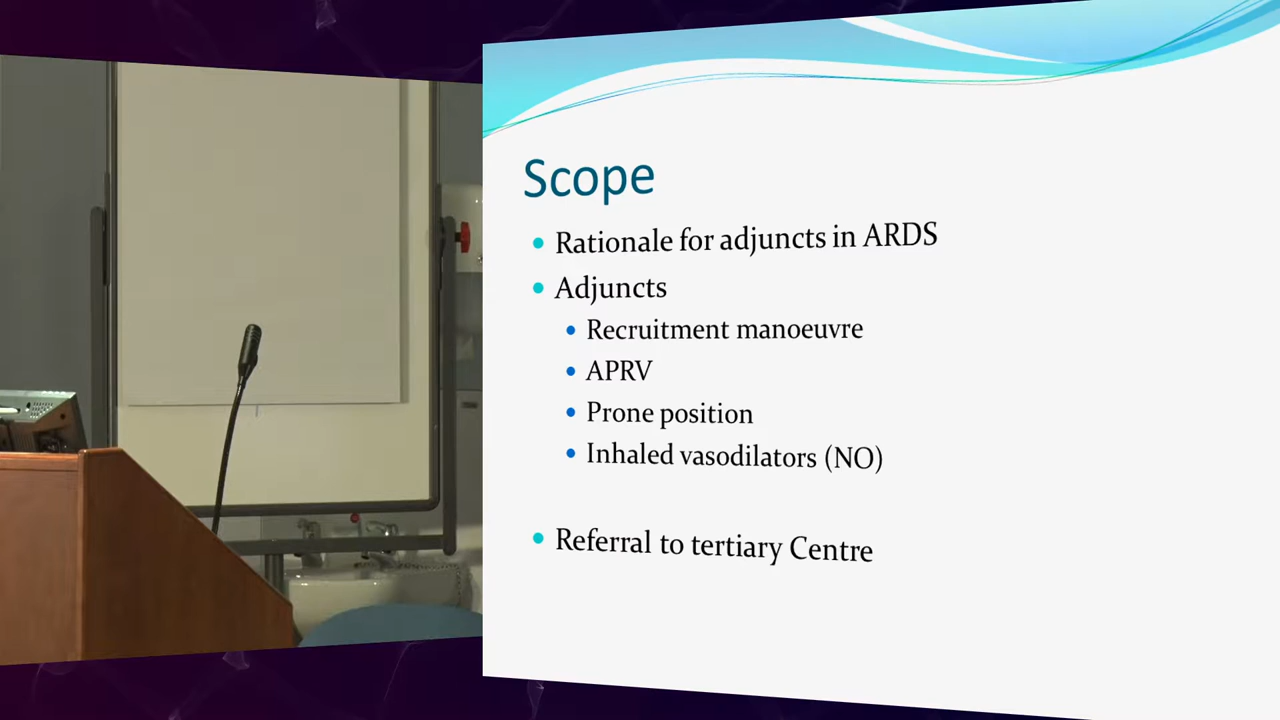 Scope
Rationale for adjuncts in ARDS
Adjuncts
Recruitment manoeuvre
APRV
Prone position
Inhaled vasodilators (NO)
Referral to tertiary Centre